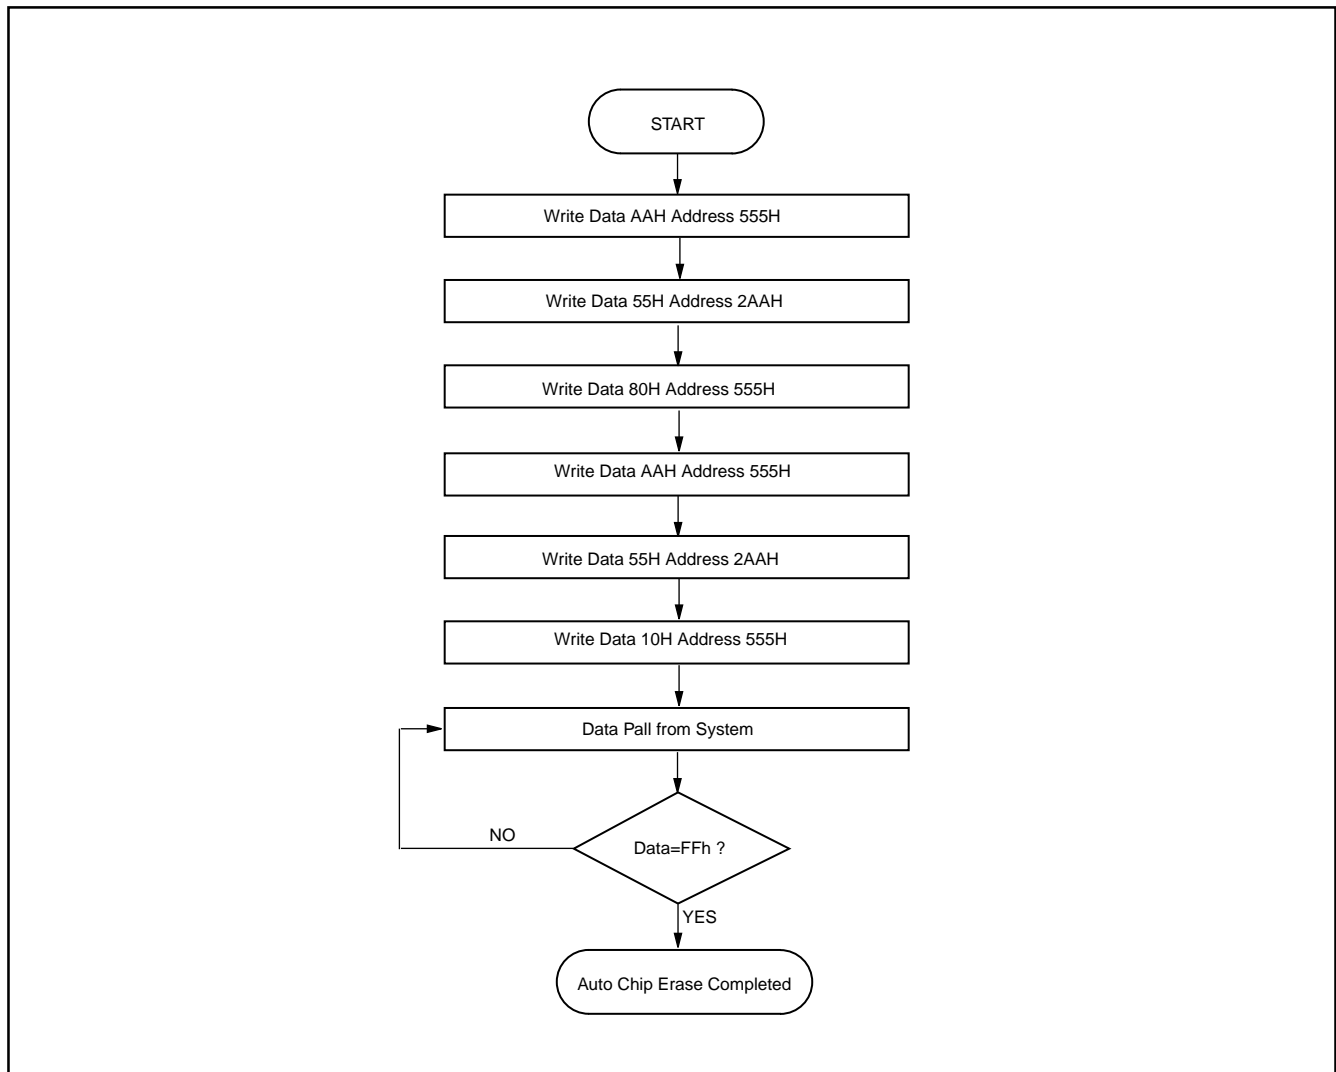 START
Write Data AAH Address 555H
Write Data 55H Address 2AAH
Write Data 80H Address 555H
Write Data AAH Address 555H
Write Data 55H Address 2AAH
Write Data 10H Address 555H
Data Pall from System
NO
Data=FFh ?
YES
Auto Chip Erase Completed